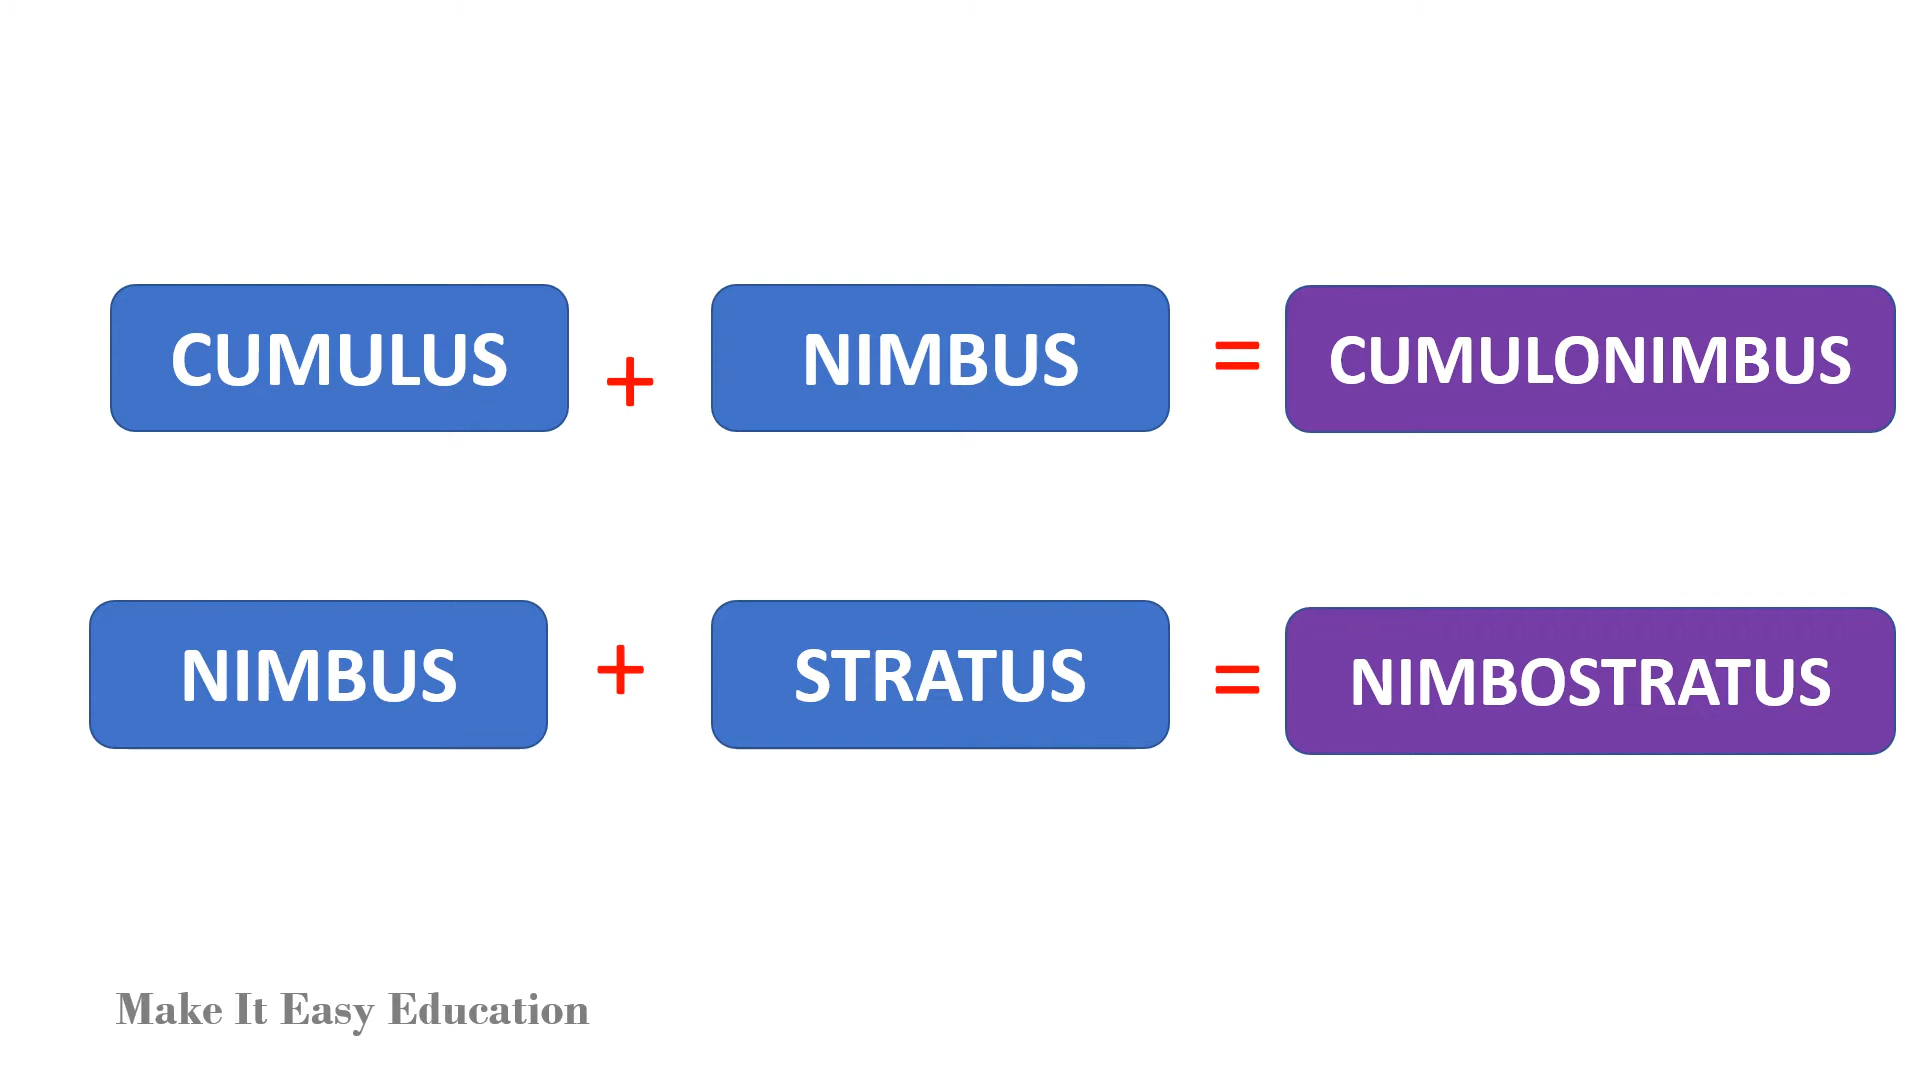 CUMULUS + NIMBUS = CUMULONIMBUS
NIMBUS + STRATUS = NIMBOSTRATUS
Make It Easy Education